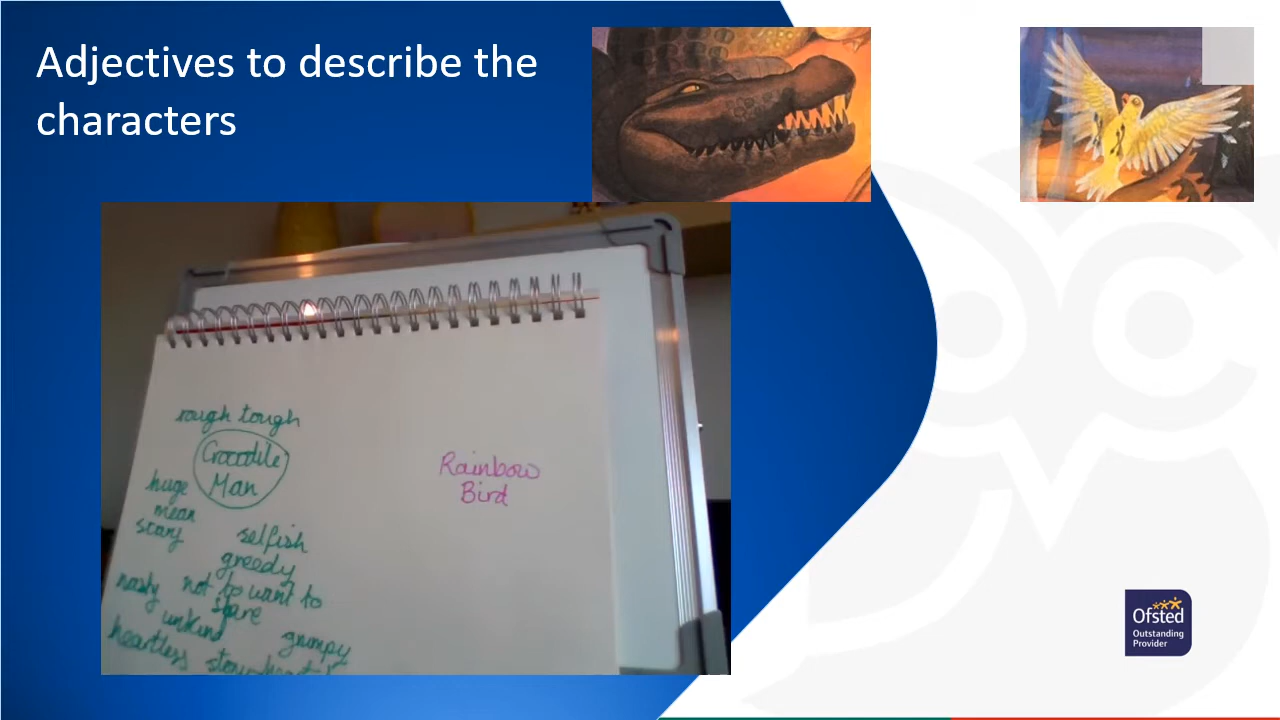 Adjectives to describe the
characters
rough tough
Crocodile
Man
huge
mean
scary
selfish
greedy
nasty not to want to
share
unkind
grumpy
heartless
Rainbow
Bird
Ofsted
Outstanding
Provider